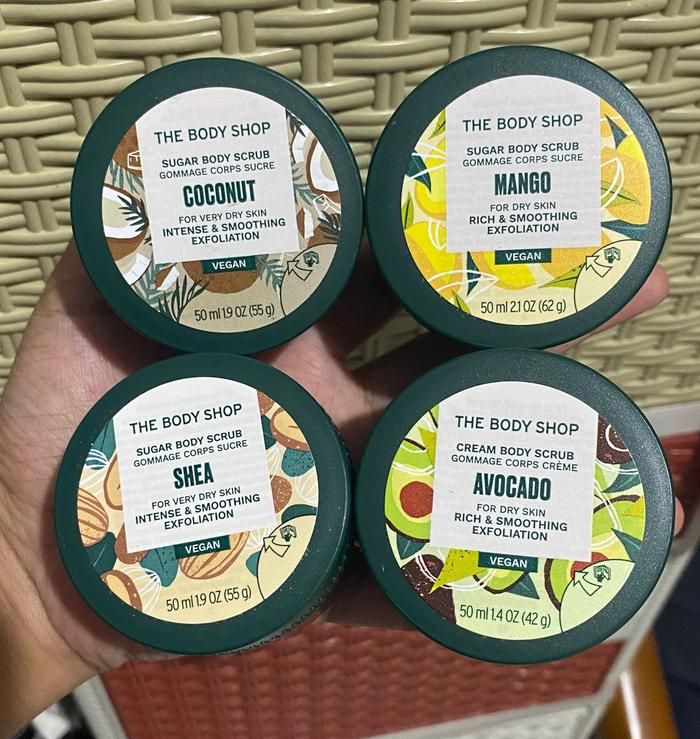 THE BODY SHOP
SUGAR BODY SCRUB
GOMMAGE CORPS SUCRE
COCONUT
FOR VERY DRY SKIN
INTENSE & SMOOTHING
EXFOLIATION
VEGAN
50 ml 1.9 OZ (55 g)
THE BODY SHOP
SUGAR BODY SCRUB
GOMMAGE CORPS SUCRE
MANGO
FOR DRY SKIN
RICH & SMOOTHING
EXFOLIATION
VEGAN
50 ml 2.1 OZ (62 g)
THE BODY SHOP
SUGAR BODY SCRUB
GOMMAGE CORPS SUCRE
SHEA
FOR VERY DRY SKIN
INTENSE & SMOOTHING
EXFOLIATION
VEGAN
50 ml 1.9 OZ (55 g)
THE BODY SHOP
CREAM BODY SCRUB
GOMMAGE CORPS CRÈME
AVOCADO
FOR DRY SKIN
RICH & SMOOTHING
EXFOLIATION
VEGAN
50 ml 1.4 OZ (42 g)